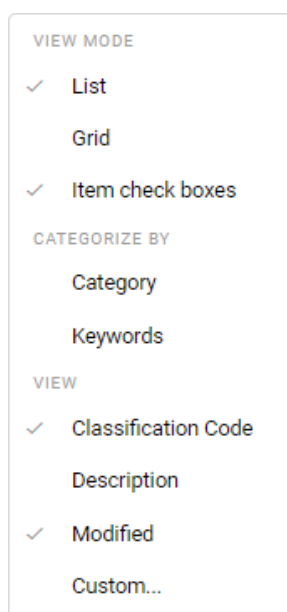 VIEW MODE
List
Grid
Item check boxes
CATEGORIZE BY
Category
Keywords
VIEW
Classification Code
Description
Modified
Custom...